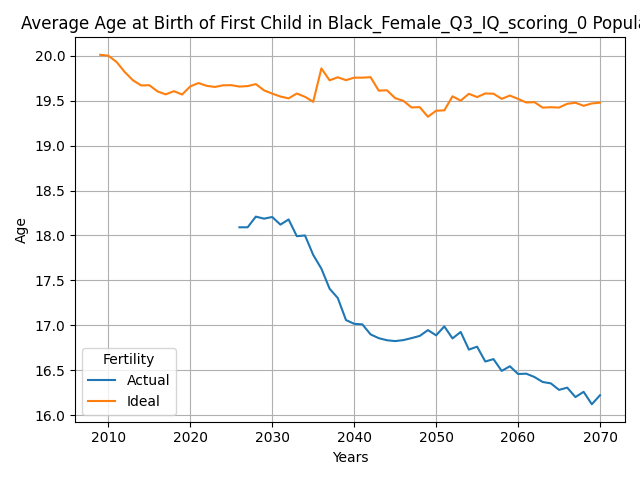 Average Age at Birth of First Child in Black_Female_Q3_IQ_scoring_0 Popula
20.0
19.5
19.0
18.5
18.0
17.5
17.0
16.5
16.0
Age
Fertility
Actual
Ideal
2010 2020 2030 2040 2050 2060 2070
Years